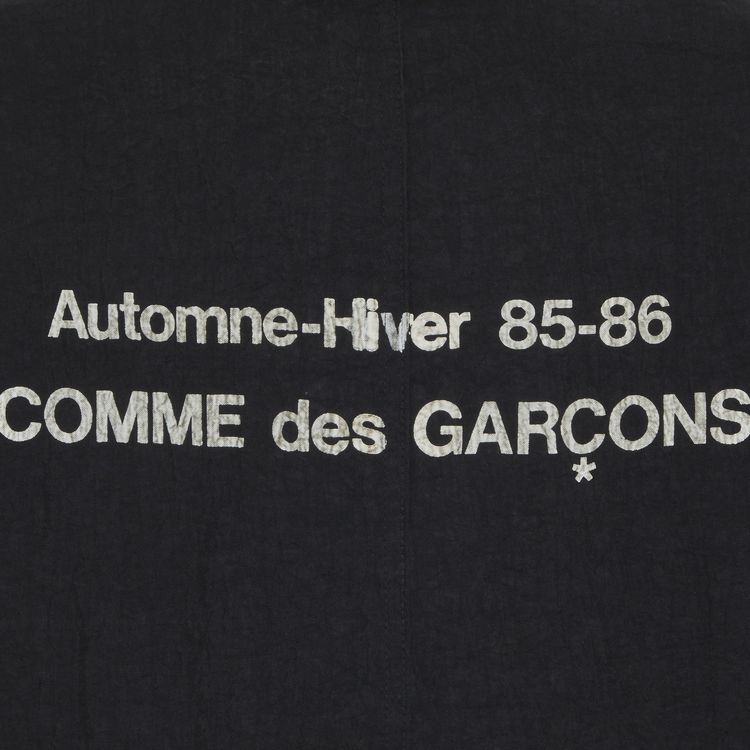 Automne-Hiver 85-86
COMME des GARÇONS
*